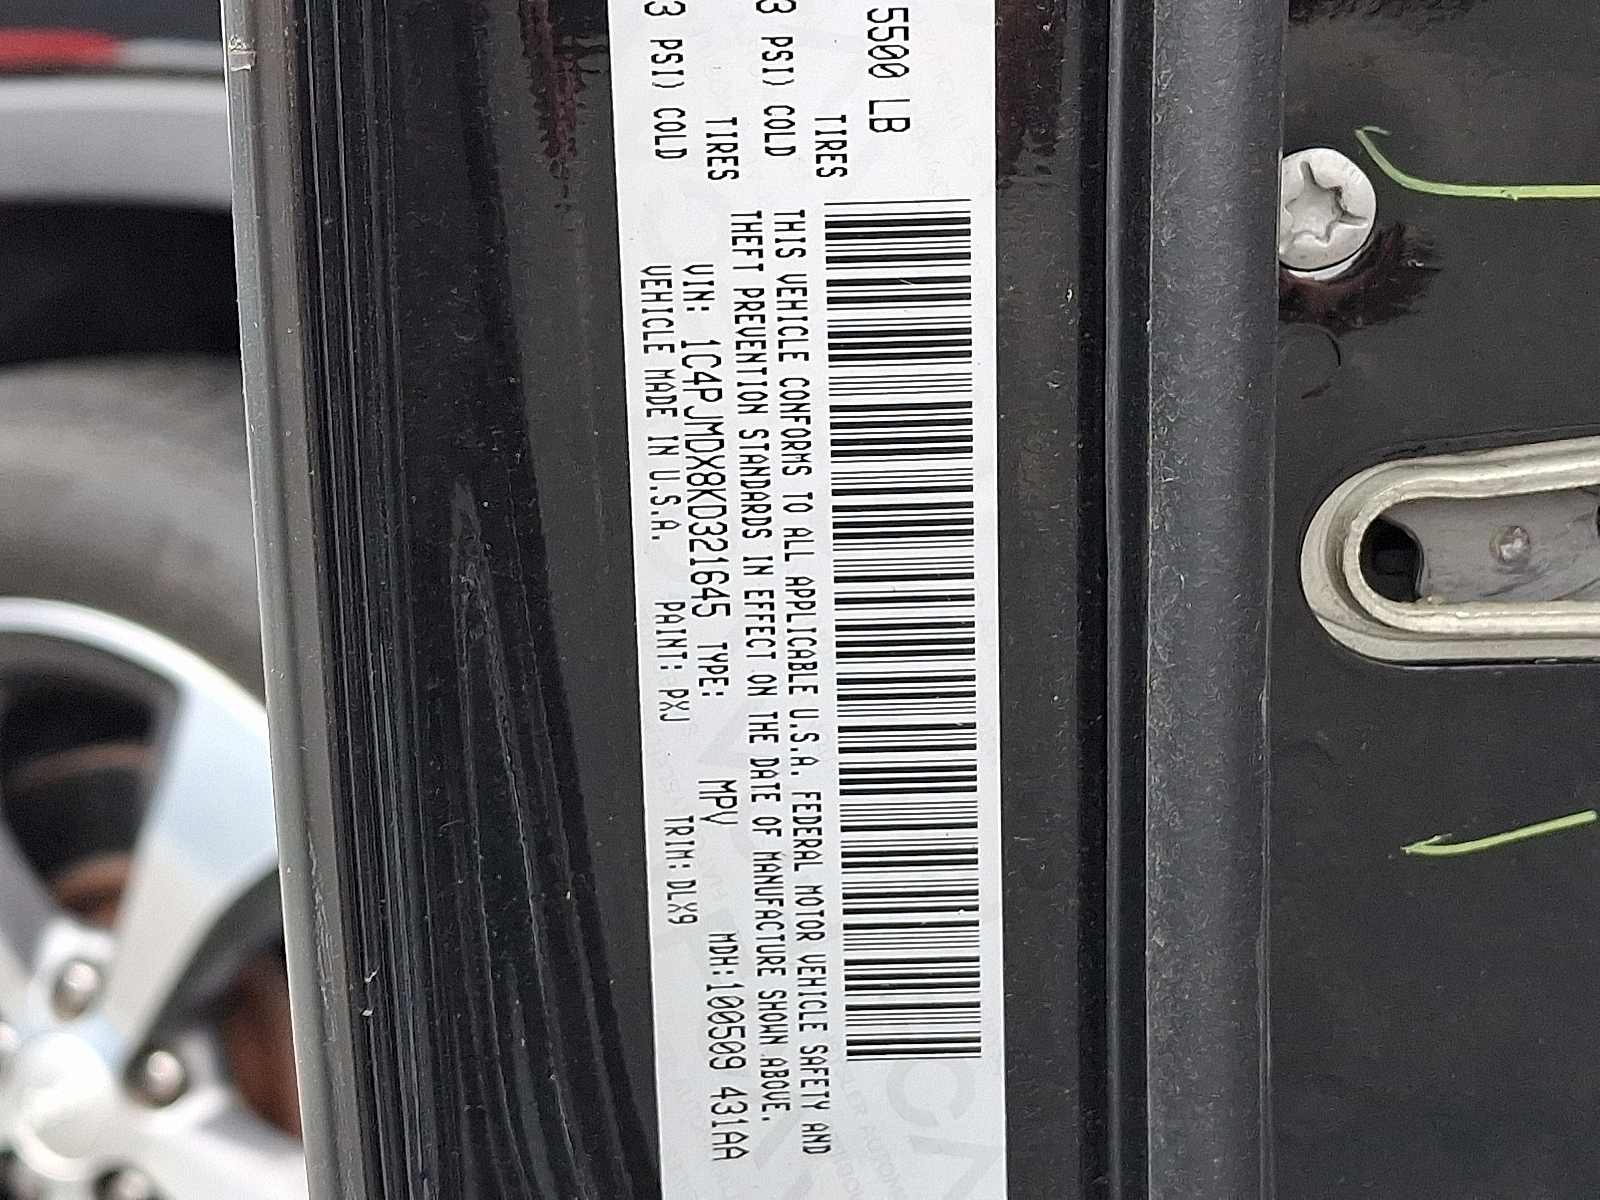 5500 LB
TIRES
3 PSI) COLD
TIRES
3 PSI) COLD
THIS VEHICLE CONFORMS TO ALL APPLICABLE U.S.A. FEDERAL MOTOR VEHICLE SAFETY AND
THEFT PREVENTION STANDARDS IN EFFECT ON THE DATE OF MANUFACTURE SHOWN ABOVE.
VIN: 1C4PJMDX8KD321645 TYPE: MPV MDH:100509 431AA
VEHICLE MADE IN U.S.A. PAINT: PXJ TRIM: DLX9